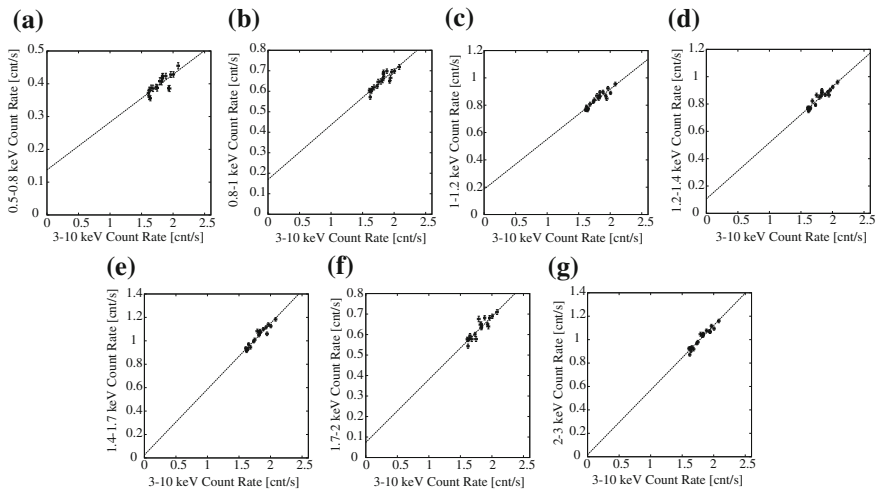 (a)
0.5-0.8 keV Count Rate [cnt/s]
0.5
0.4
0.3
0.2
0.1
0
0 0.5 1 1.5 2 2.5
3-10 keV Count Rate [cnt/s]
(b)
0.8-1 keV Count Rate [cnt/s]
0.8
0.7
0.6
0.5
0.4
0.3
0.2
0.1
0
0 0.5 1 1.5 2 2.5
3-10 keV Count Rate [cnt/s]
(c)
1-1.2 keV Count Rate [cnt/s]
1.2
1
0.8
0.6
0.4
0.2
0
0 0.5 1 1.5 2 2.5
3-10 keV Count Rate [cnt/s]
(d)
1.2-1.4 keV Count Rate [cnt/s]
1.2
1
0.8
0.6
0.4
0.2
0
0 0.5 1 1.5 2 2.5
3-10 keV Count Rate [cnt/s]
(e)
1.4-1.7 keV Count Rate [cnt/s]
1.4
1.2
1
0.8
0.6
0.4
0.2
0
0 0.5 1 1.5 2 2.5
3-10 keV Count Rate [cnt/s]
(f)
1.7-2 keV Count Rate [cnt/s]
0.8
0.7
0.6
0.5
0.4
0.3
0.2
0.1
0
0 0.5 1 1.5 2 2.5
3-10 keV Count Rate [cnt/s]
(g)
2-3 keV Count Rate [cnt/s]
1.4
1.2
1
0.8
0.6
0.4
0.2
0
0 0.5 1 1.5 2 2.5
3-10 keV Count Rate [cnt/s]